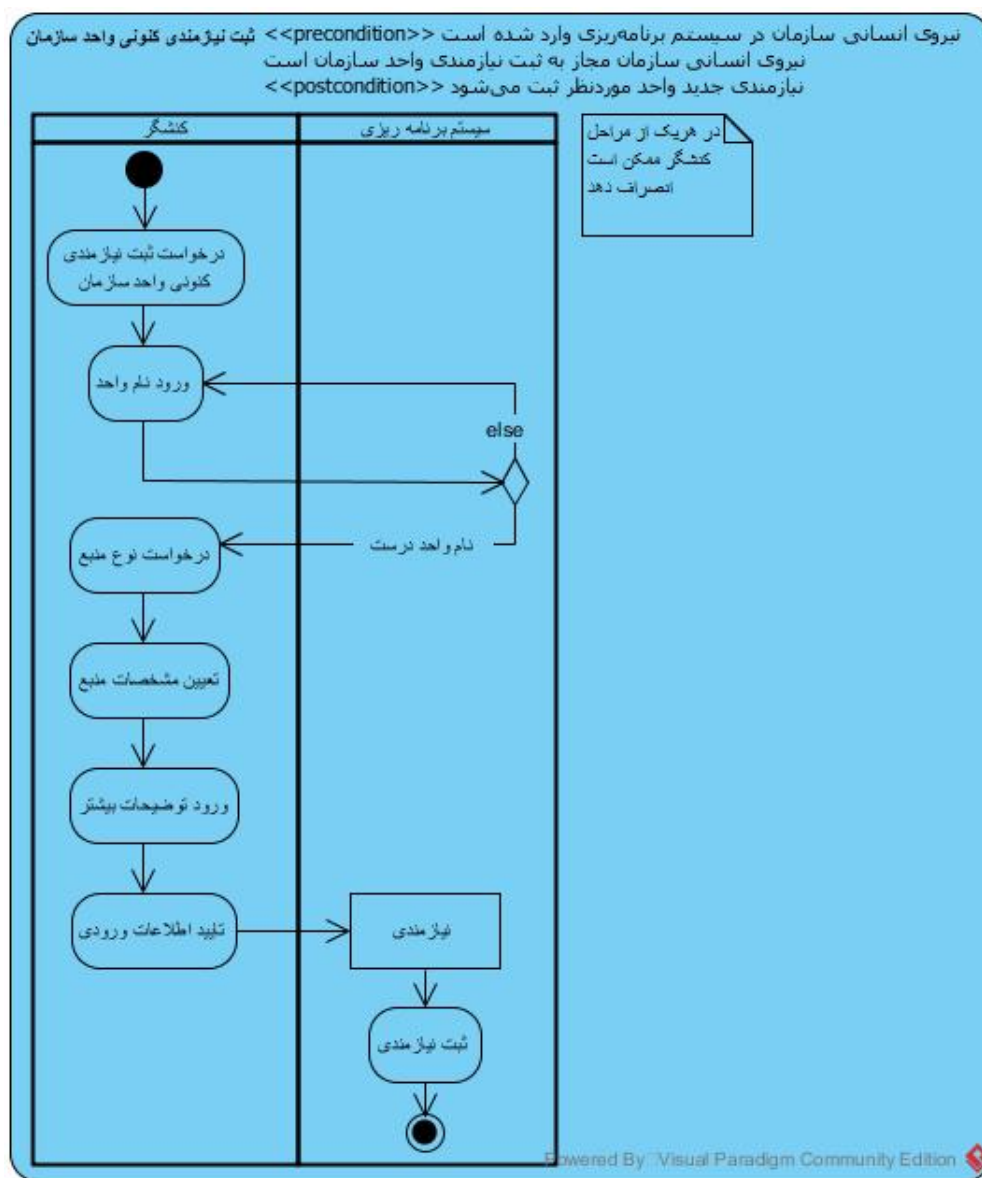 ثبت نیازمندی کنونی واحد سازمان
<<precondition>> نیروی انسانی سازمان در سیستم برنامه‌ریزی وارد شده است
نیروی انسانی سازمان مجاز به ثبت نیازمندی واحد سازمان است
<<postcondition>> نیازمندی جدید واحد موردنظر ثبت می‌شود
کنشگر
سیستم برنامه ریزی
در هریک از مراحل
کنشگر ممکن است
انصراف دهد
درخواست ثبت نیازمندی
کنونی واحد سازمان
ورود نام واحد
else
نام واحد درست
درخواست نوع منبع
تعیین مشخصات منبع
ورود توضیحات بیشتر
تایید اطلاعات ورودی
نیازمندی
ثبت نیازمندی
Powered By Visual Paradigm Community Edition